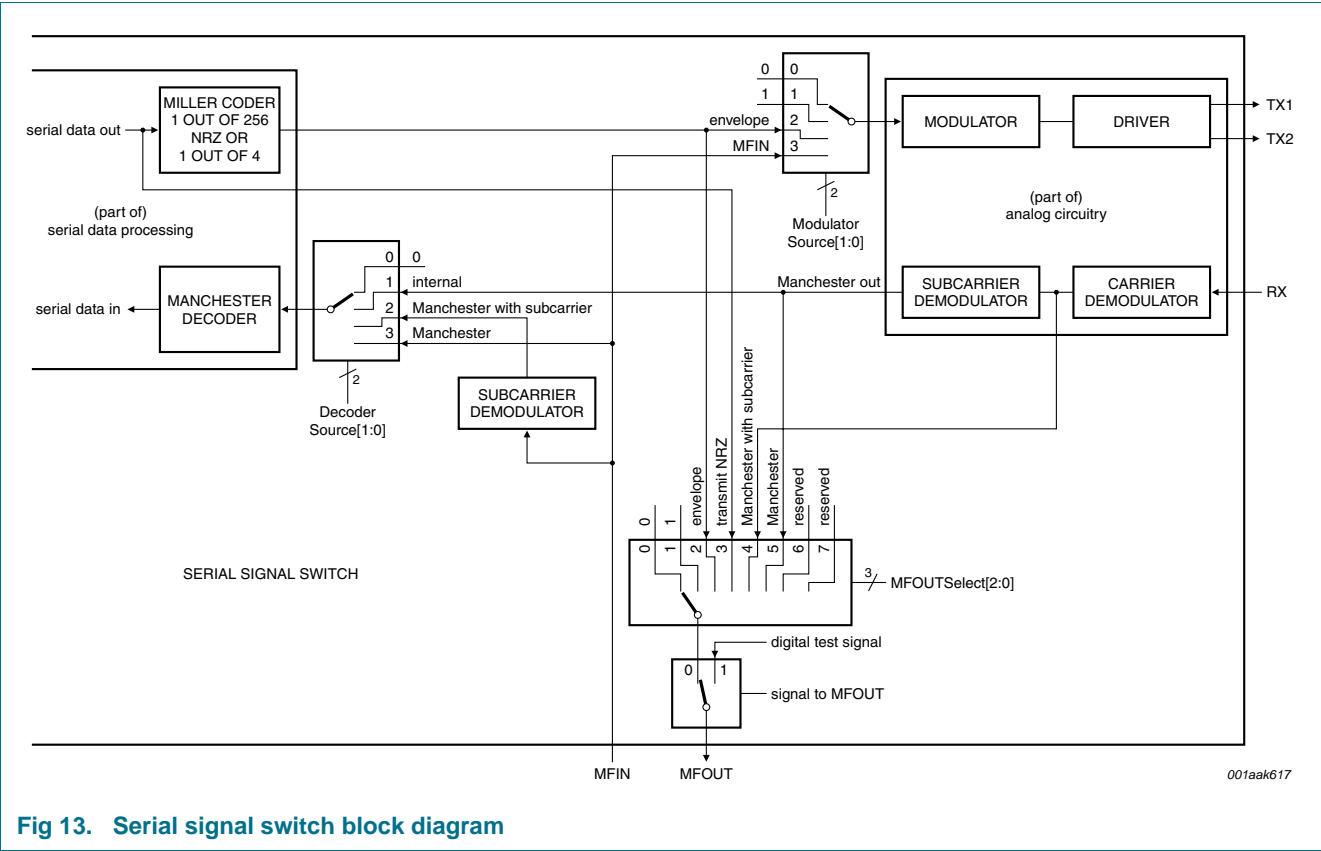 MILLER CODER
1 OUT OF 256
NRZ OR
1 OUT OF 4
serial data out
(part of)
serial data processing
serial data in
MANCHESTER
DECODER
0 0
1 internal
2 Manchester with subcarrier
3 Manchester
2
Decoder
Source[1:0]
SUBCARRIER
DEMODULATOR
0 0
1 1
envelope 2
MFIN 3
2
Modulator
Source[1:0]
MODULATOR
DRIVER
TX1
TX2
(part of)
analog circuitry
Manchester out
SUBCARRIER
DEMODULATOR
CARRIER
DEMODULATOR
RX
0
1
envelope
transmit NRZ
Manchester with subcarrier
Manchester
reserved
reserved
0 1 2 3 4 5 6 7
3
MFOUTSelect[2:0]
SERIAL SIGNAL SWITCH
digital test signal
0 1
signal to MFOUT
MFIN
MFOUT
001aak617
Fig 13. Serial signal switch block diagram